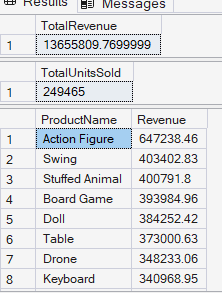 Results Messages
TotalRevenue
1 13655809.7699999
TotalUnitsSold
1 249465
ProductName Revenue
1 Action Figure 647238.46
2 Swing 403402.83
3 Stuffed Animal 400791.8
4 Board Game 393984.96
5 Doll 384252.42
6 Table 373000.63
7 Drone 348233.06
8 Keyboard 340968.95